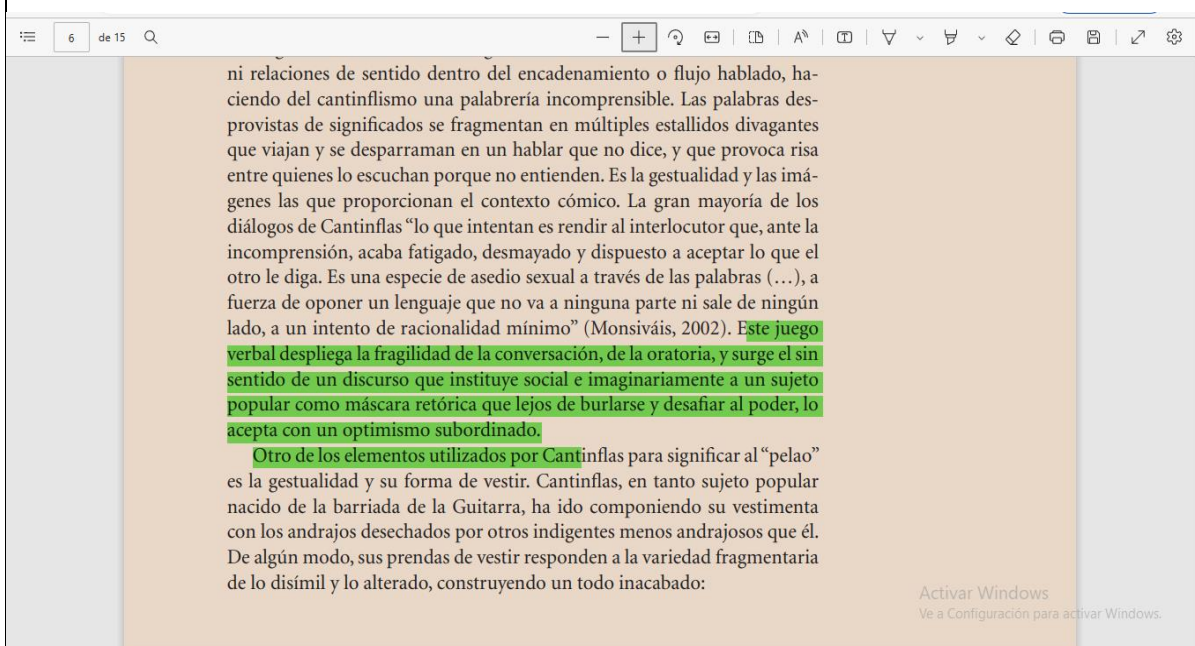 6 de 15
ni relaciones de sentido dentro del encadenamiento o flujo hablado, ha-
ciendo del cantinflismo una palabrería incomprensible. Las palabras des-
provistas de significados se fragmentan en múltiples estallidos divagantes
que viajan y se desparraman en un hablar que no dice, y que provoca risa
entre quienes lo escuchan porque no entienden. Es la gestualidad y las imá-
genes las que proporcionan el contexto cómico. La gran mayoría de los
diálogos de Cantinflas “lo que intentan es rendir al interlocutor que, ante la
incomprensión, acaba fatigado, desmayado y dispuesto a aceptar lo que el
otro le diga. Es una especie de asedio sexual a través de las palabras (…), a
fuerza de oponer un lenguaje que no va a ninguna parte ni sale de ningún
lado, a un intento de racionalidad mínimo” (Monsiváis, 2002). Este juego
verbal despliega la fragilidad de la conversación, de la oratoria, y surge el sin
sentido de un discurso que instituye social e imaginariamente a un sujeto
popular como máscara retórica que lejos de burlarse y desafiar al poder, lo
acepta con un optimismo subordinado.
Otro de los elementos utilizados por Cantinflas para significar al “pelao”
es la gestualidad y su forma de vestir. Cantinflas, en tanto sujeto popular
nacido de la barriada de la Guitarra, ha ido componiendo su vestimenta
con los andrajos desechados por otros indigentes menos andrajosos que él.
De algún modo, sus prendas de vestir responden a la variedad fragmentaria
de lo disímil y lo alterado, construyendo un todo inacabado:
Activar Windows
Ve a Configuración para activar Windows.